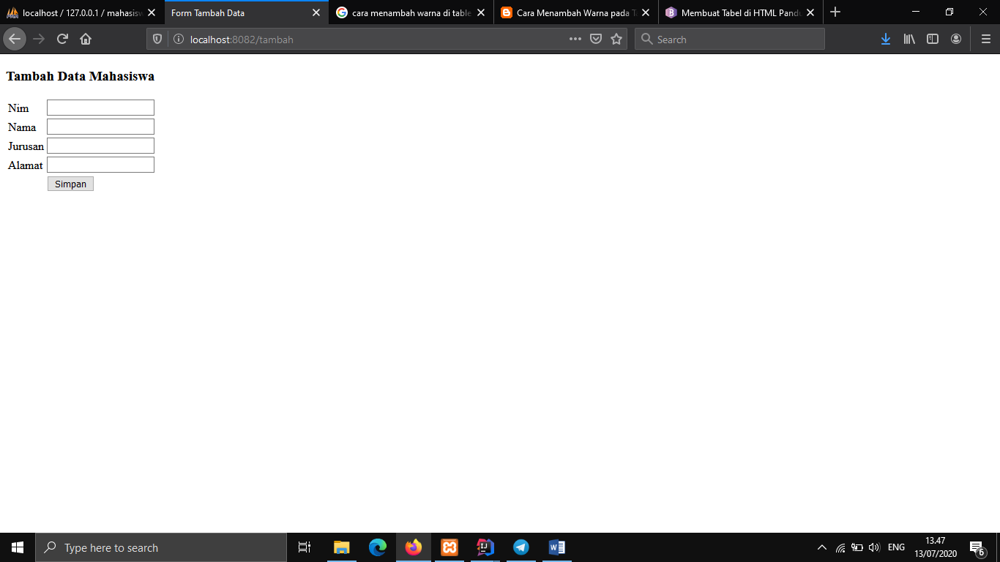 localhost / 127.0.0.1 / mahasisw
Form Tambah Data
cara menambah warna di table
Cara Menambah Warna pada T
Membuat Tabel di HTML Pandu
localhost:8082/tambah
Search
Tambah Data Mahasiswa
Nim
Nama
Jurusan
Alamat
Simpan
Type here to search
ENG
13.47
13/07/2020
6